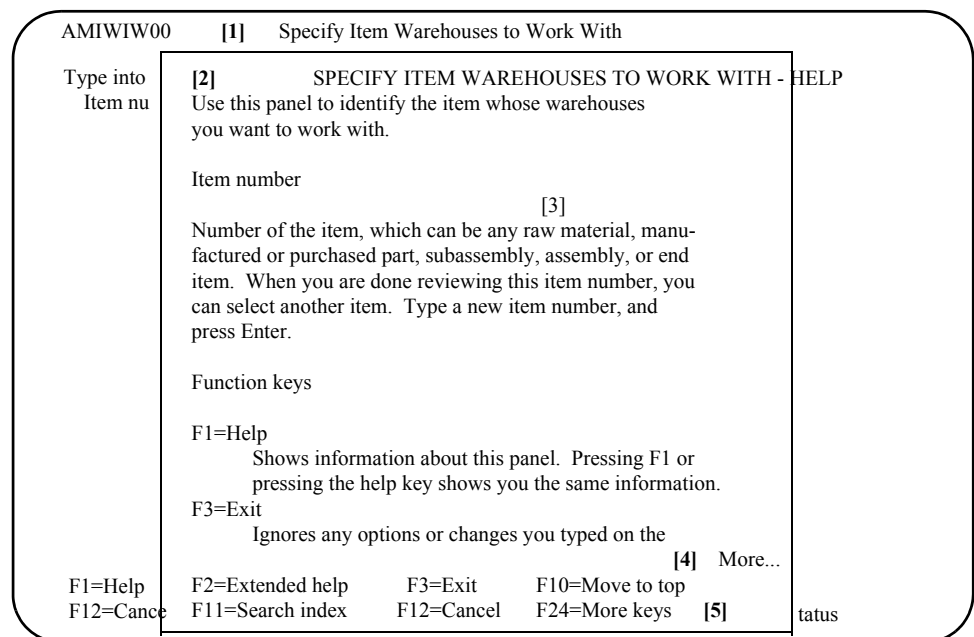 AMIWIW00 [1] Specify Item Warehouses to Work With
Type into [2] SPECIFY ITEM WAREHOUSES TO WORK WITH - HELP
Item nu Use this panel to identify the item whose warehouses
you want to work with.
Item number
[3]
Number of the item, which can be any raw material, manu-
factured or purchased part, subassembly, assembly, or end
item. When you are done reviewing this item number, you
can select another item. Type a new item number, and
press Enter.
Function keys
F1=Help
Shows information about this panel. Pressing F1 or
pressing the help key shows you the same information.
F3=Exit
Ignores any options or changes you typed on the
[4] More...
F1=Help F2=Extended help F3=Exit F10=Move to top
F12=Cance F11=Search index F12=Cancel F24=More keys [5] tatus